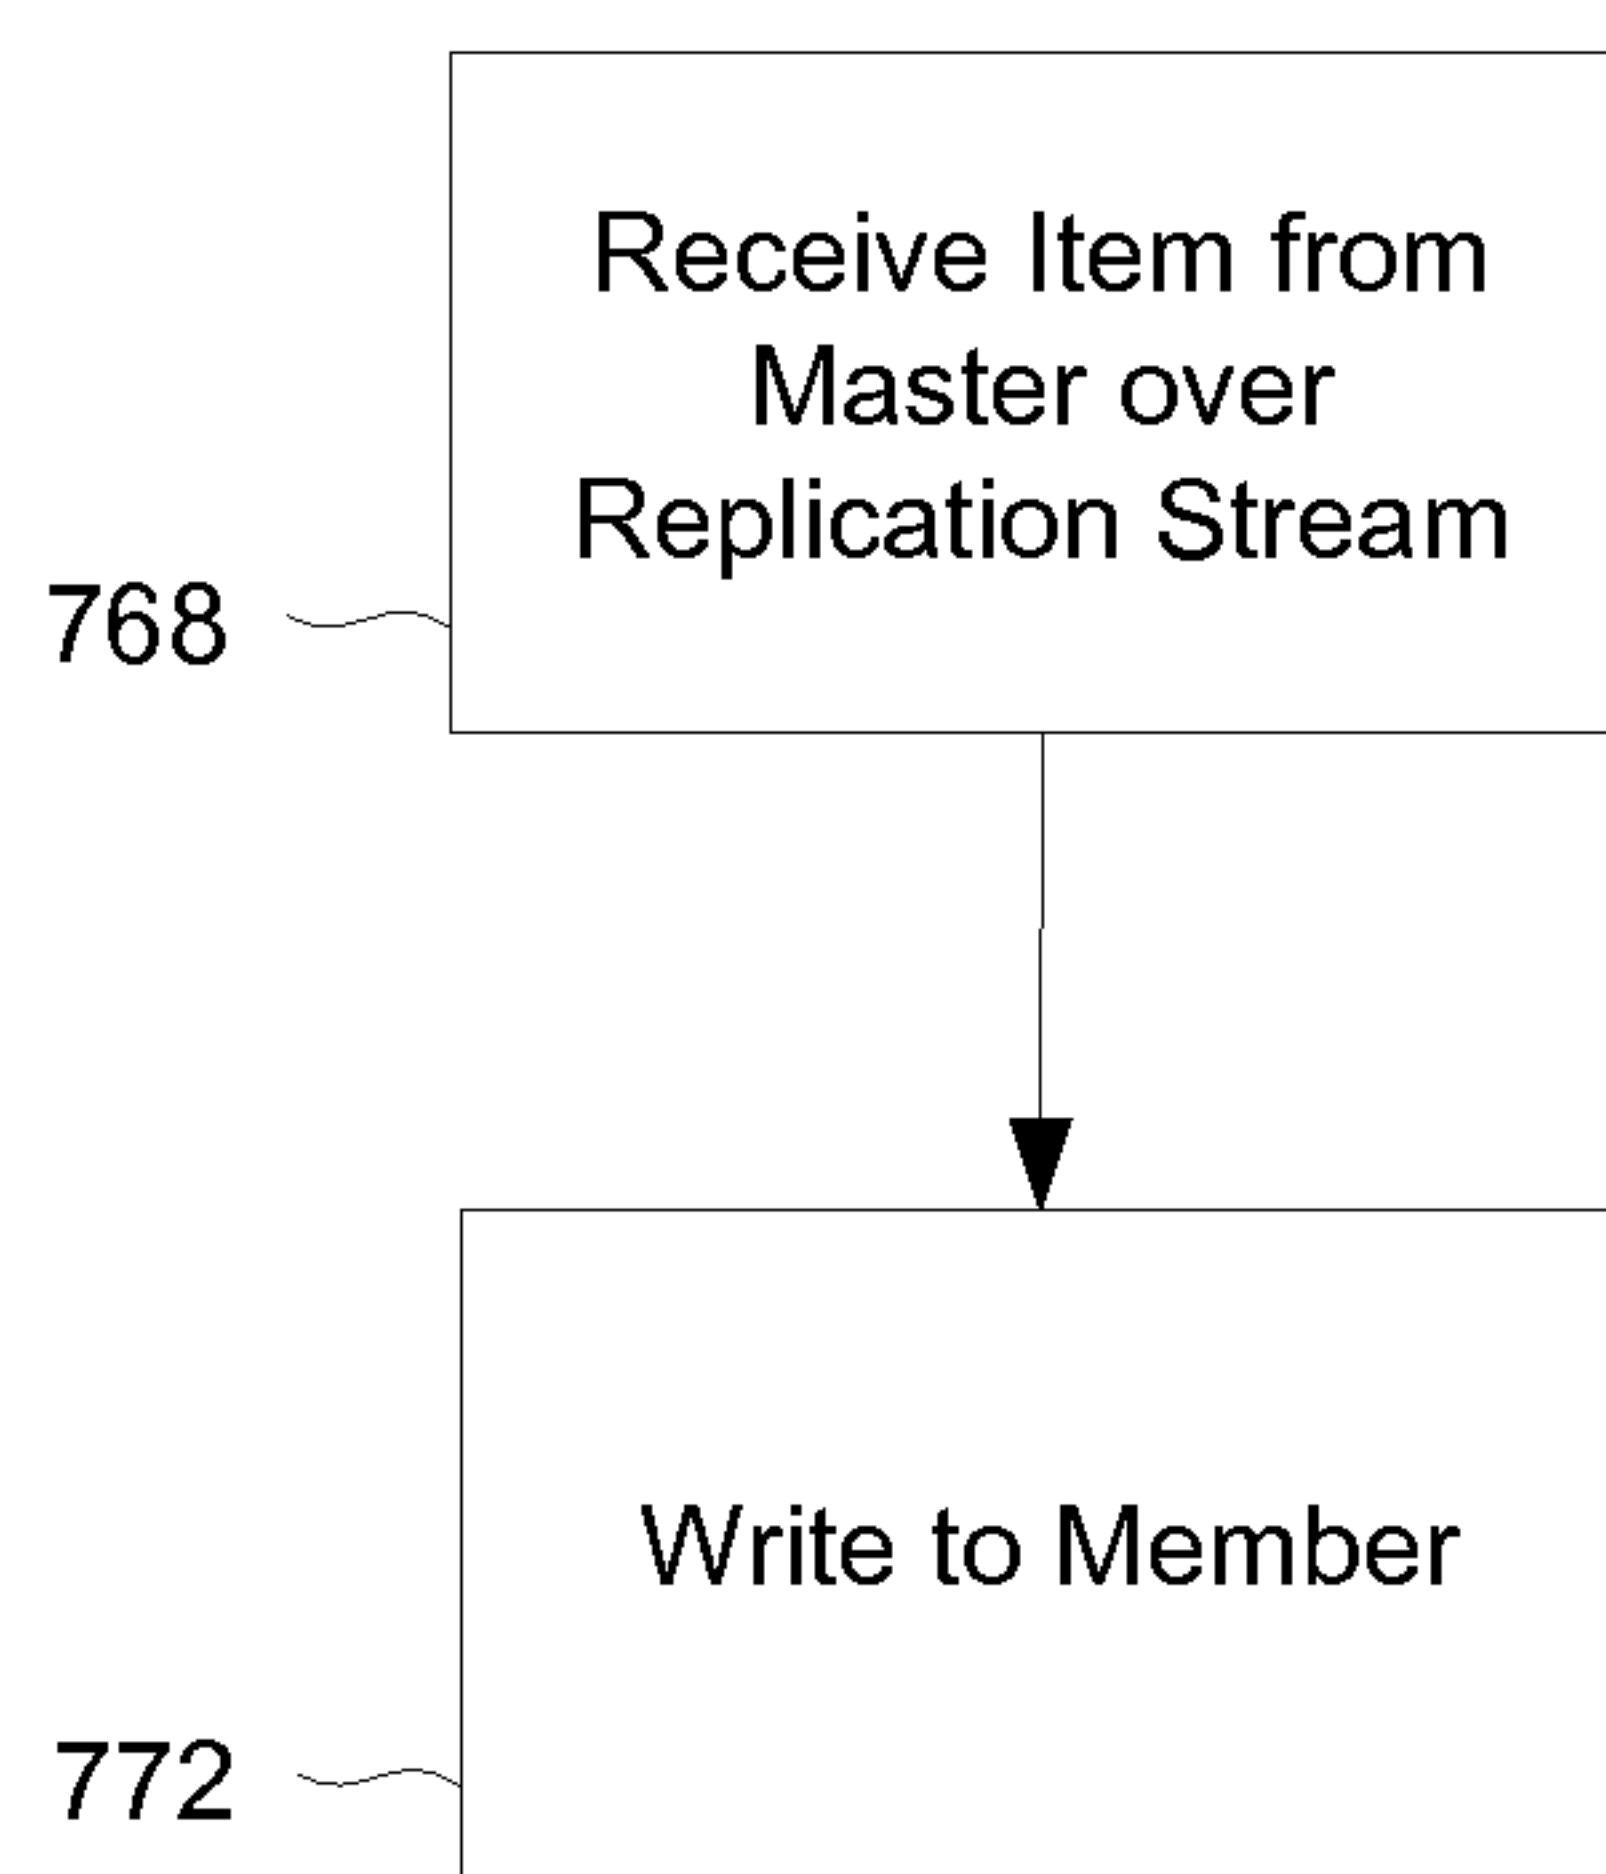 Receive Item from
Master over
Replication Stream
768
Write to Member
772